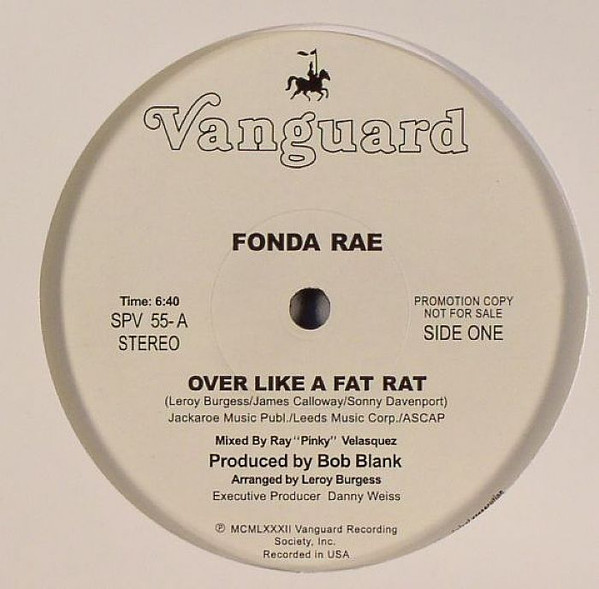 Vanguard
FONDA RAE
Time: 6:40
SPV 55-A
STEREO
PROMOTION COPY
NOT FOR SALE
SIDE ONE
OVER LIKE A FAT RAT
(Leroy Burgess/James Calloway/Sonny Davenport)
Jackaroe Music Publ./Leeds Music Corp./ASCAP
Mixed By Ray "Pinky" Velasquez
Produced by Bob Blank
Arranged by Leroy Burgess
Executive Producer Danny Weiss
℗ MCMLXXXII Vanguard Recording
Society, Inc.
Recorded in USA